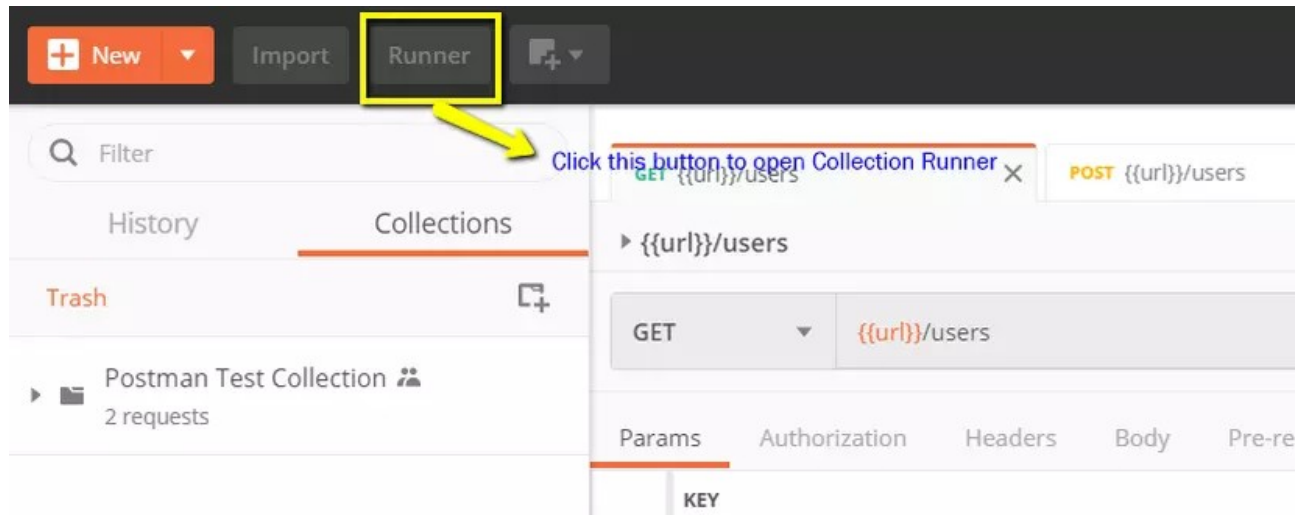 New
Import
Runner
Filter
Click this button to open Collection Runner
GET {{url}}/users
POST {{url}}/users
History
Collections
{{url}}/users
Trash
GET
{{url}}/users
Postman Test Collection
2 requests
Params
Authorization
Headers
Body
Pre-re
KEY